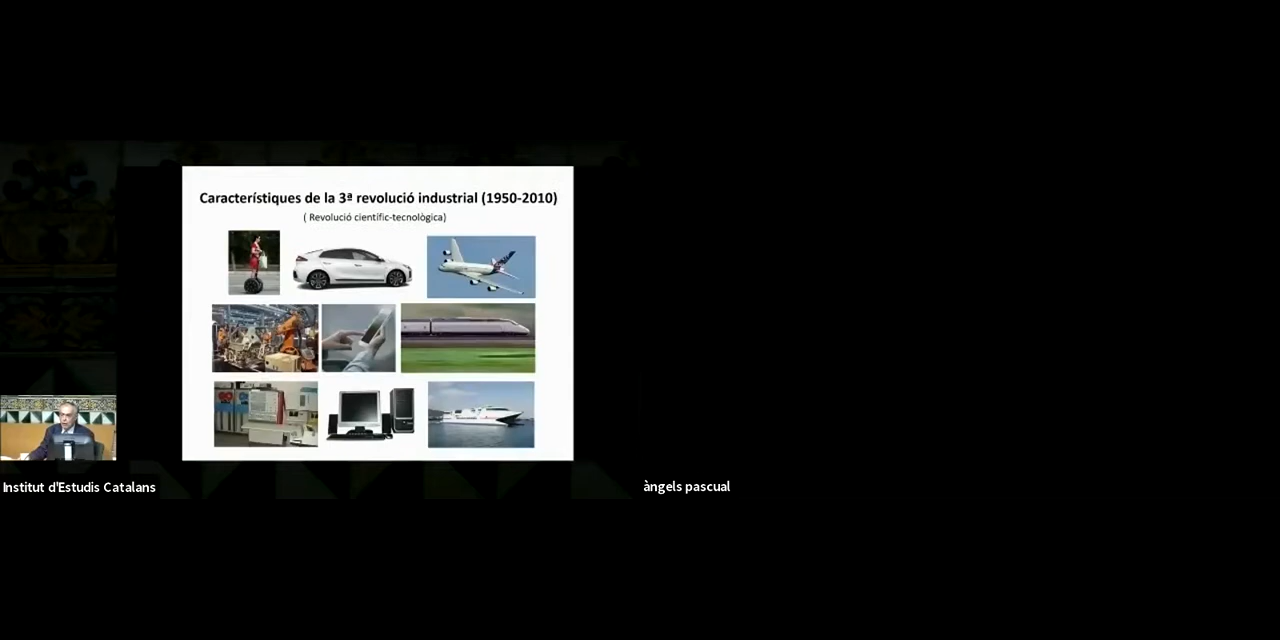 Característiques de la 3ª revolució industrial (1950-2010)
( Revolució científic-tecnològica)
Institut d'Estudis Catalans
àngels pascual